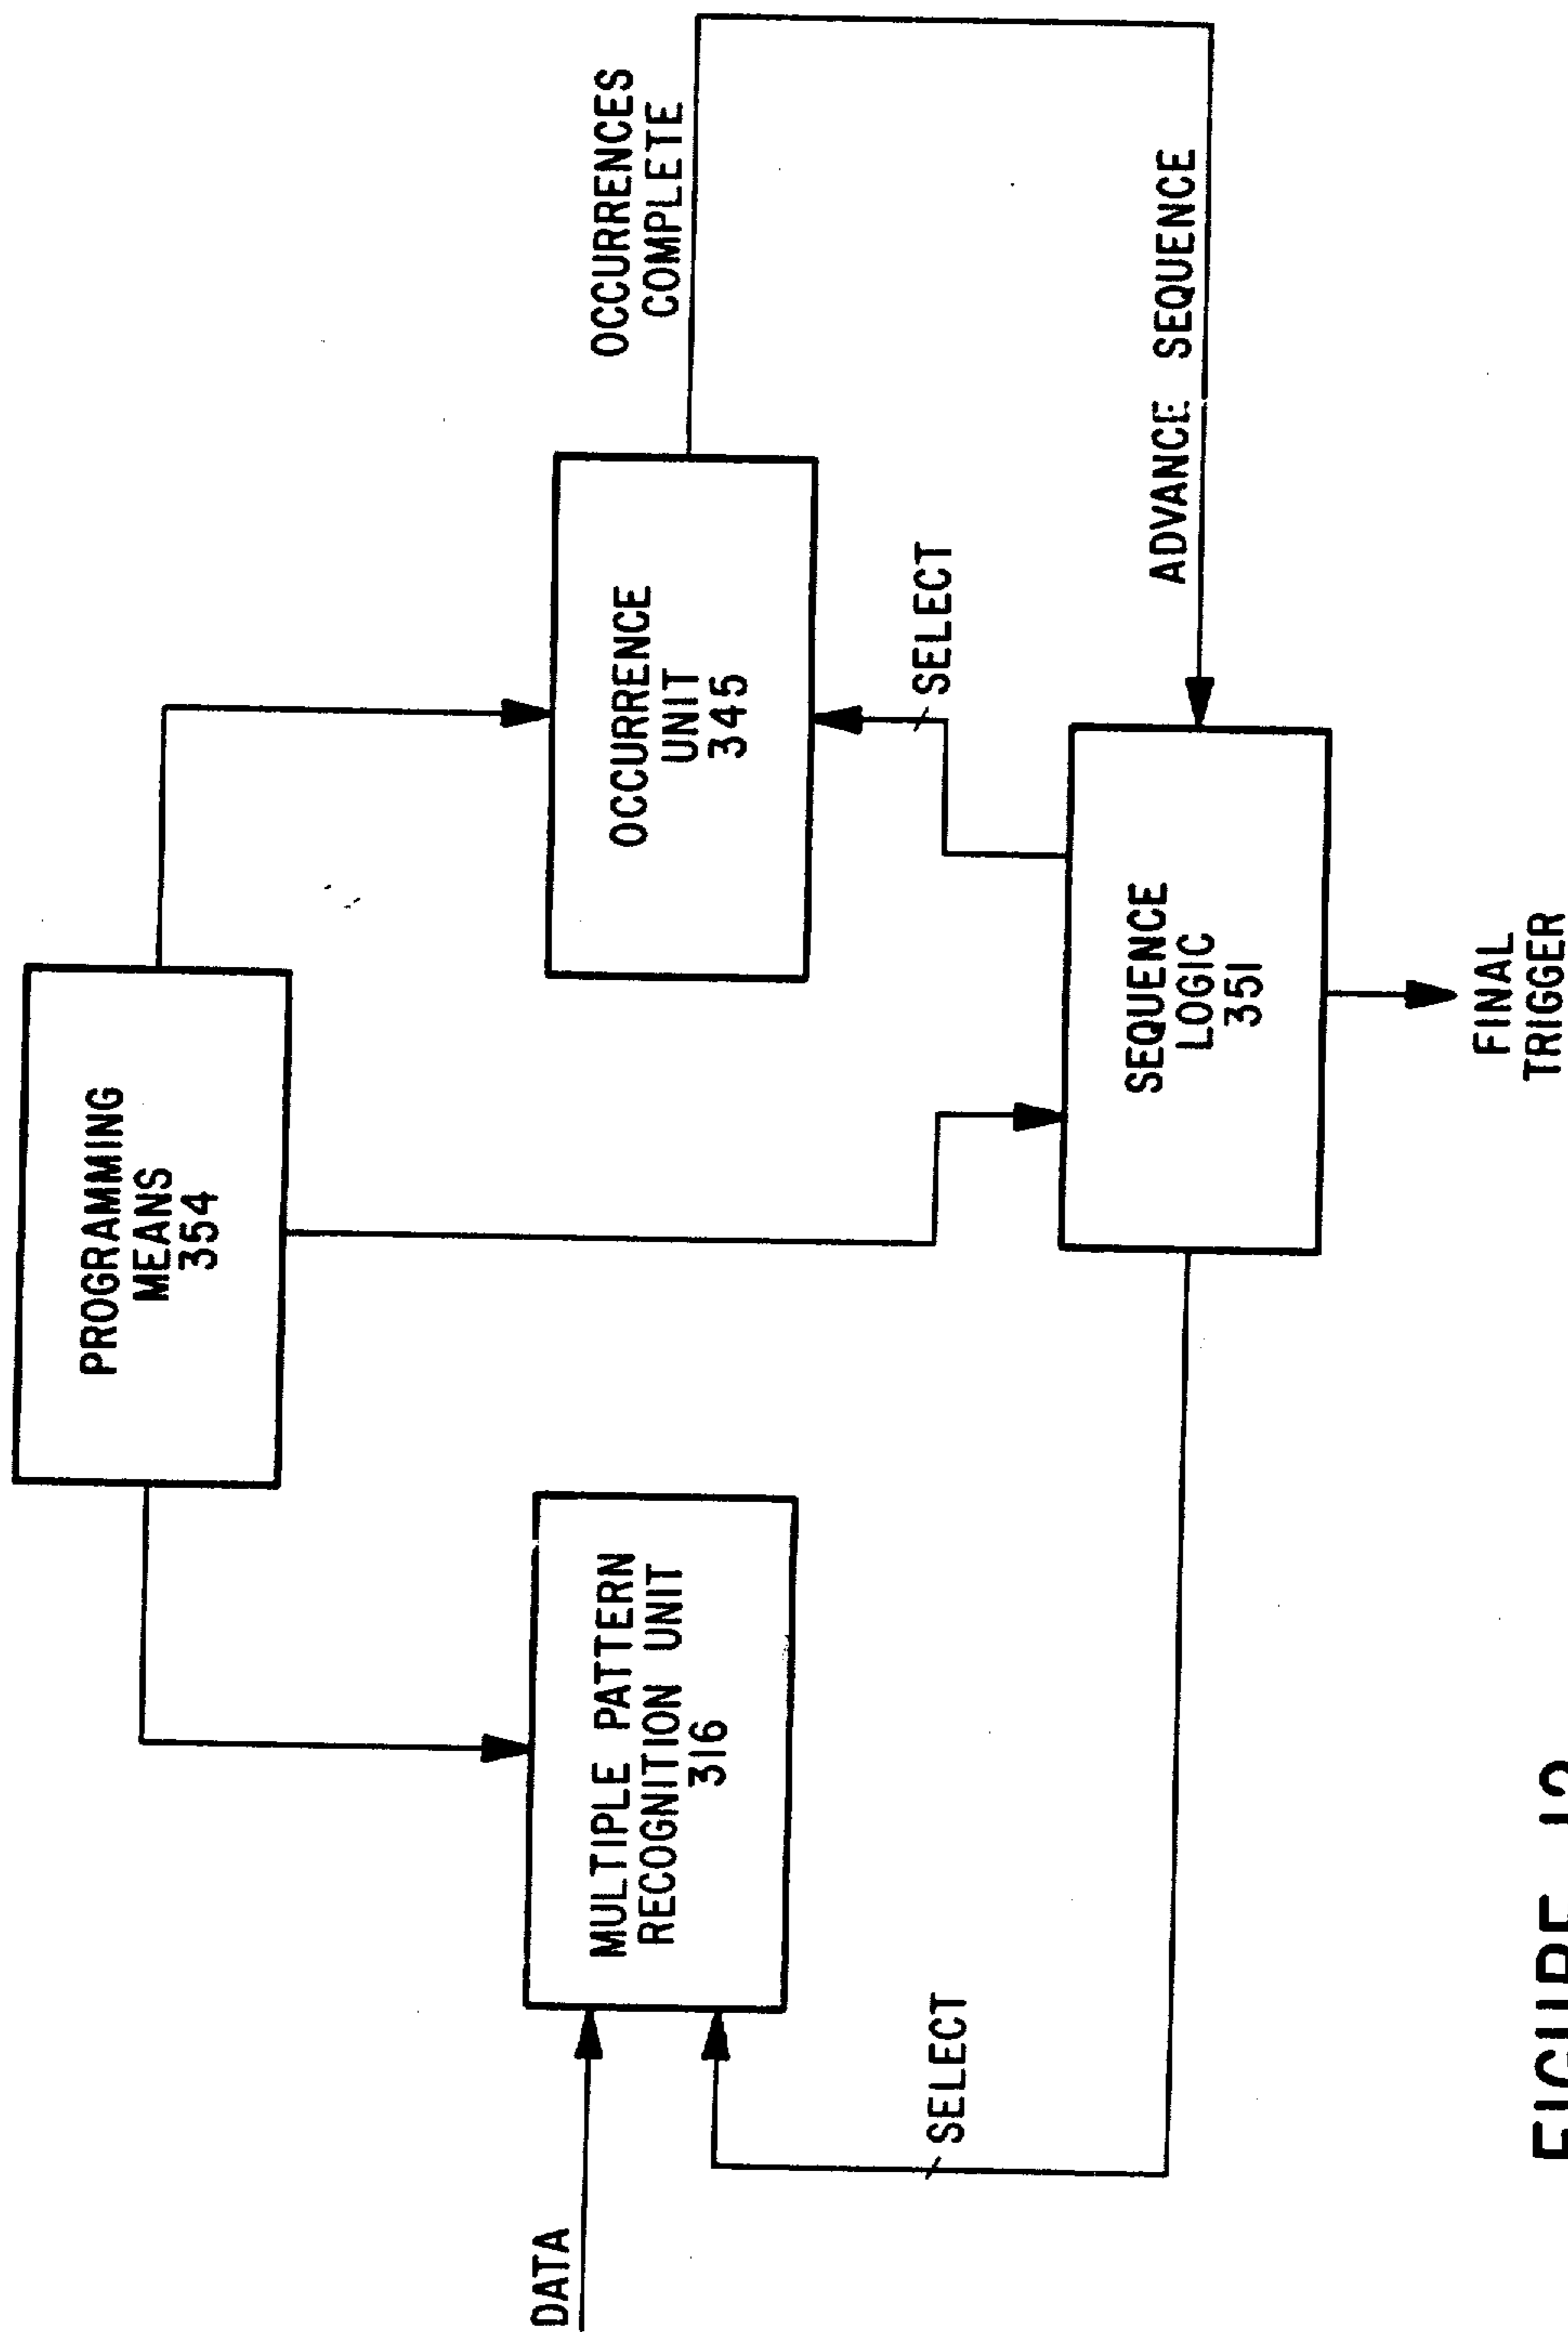 PROGRAMMING
MEANS
354
DATA
MULTIPLE PATTERN
RECOGNITION UNIT
316
OCCURRENCE
UNIT
345
OCCURRENCES
COMPLETE
SELECT
SELECT
SEQUENCE
LOGIC
351
ADVANCE SEQUENCE
FINAL
TRIGGER
FIGURE